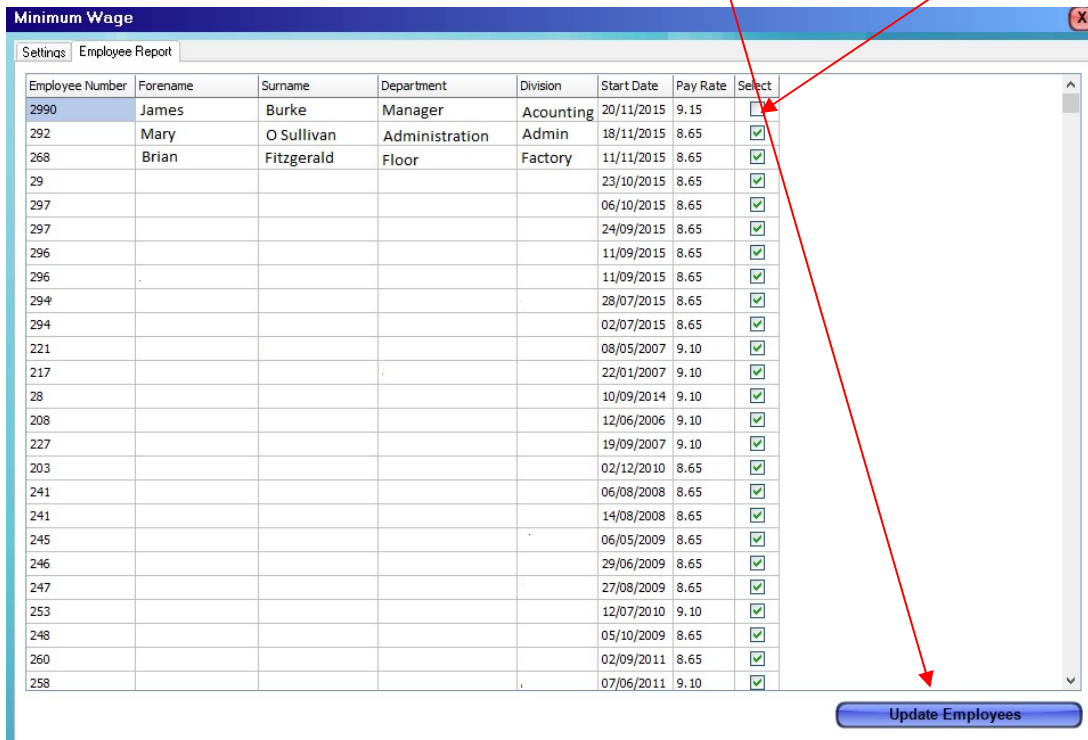 Minimum Wage
X
Settings Employee Report
Employee Number Forename Surname Department Division Start Date Pay Rate Select
2990 James Burke Manager Acounting 20/11/2015 9.15
292 Mary O Sullivan Administration Admin 18/11/2015 8.65
268 Brian Fitzgerald Floor Factory 11/11/2015 8.65
29 23/10/2015 8.65
297 06/10/2015 8.65
297 24/09/2015 8.65
296 11/09/2015 8.65
296 11/09/2015 8.65
294 28/07/2015 8.65
294 02/07/2015 8.65
221 08/05/2007 9.10
217 22/01/2007 9.10
28 10/09/2014 9.10
208 12/06/2006 9.10
227 19/09/2007 9.10
203 02/12/2010 8.65
241 06/08/2008 8.65
241 14/08/2008 8.65
245 06/05/2009 8.65
246 29/06/2009 8.65
247 27/08/2009 8.65
253 12/07/2010 9.10
248 05/10/2009 8.65
260 02/09/2011 8.65
258 07/06/2011 9.10
Update Employees